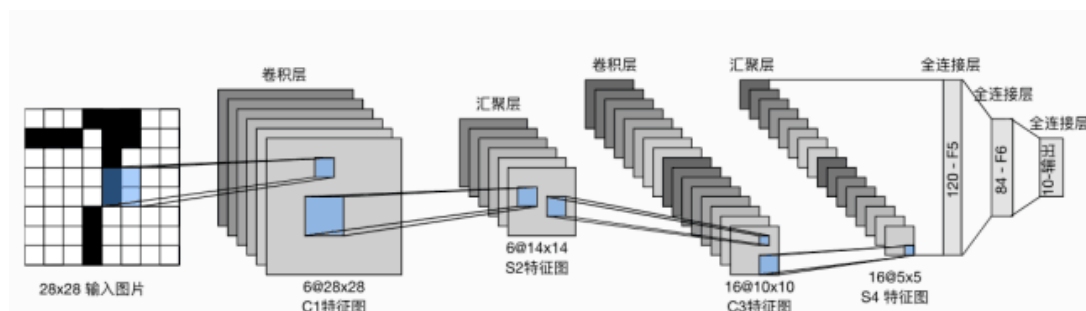 卷积层
汇聚层
卷积层
汇聚层
全连接层
全连接层
全连接层
28x28 输入图片
6@28x28
C1特征图
6@14x14
S2特征图
16@10x10
C3特征图
16@5x5
S4 特征图
120 - F5
84 - F6
10-输出